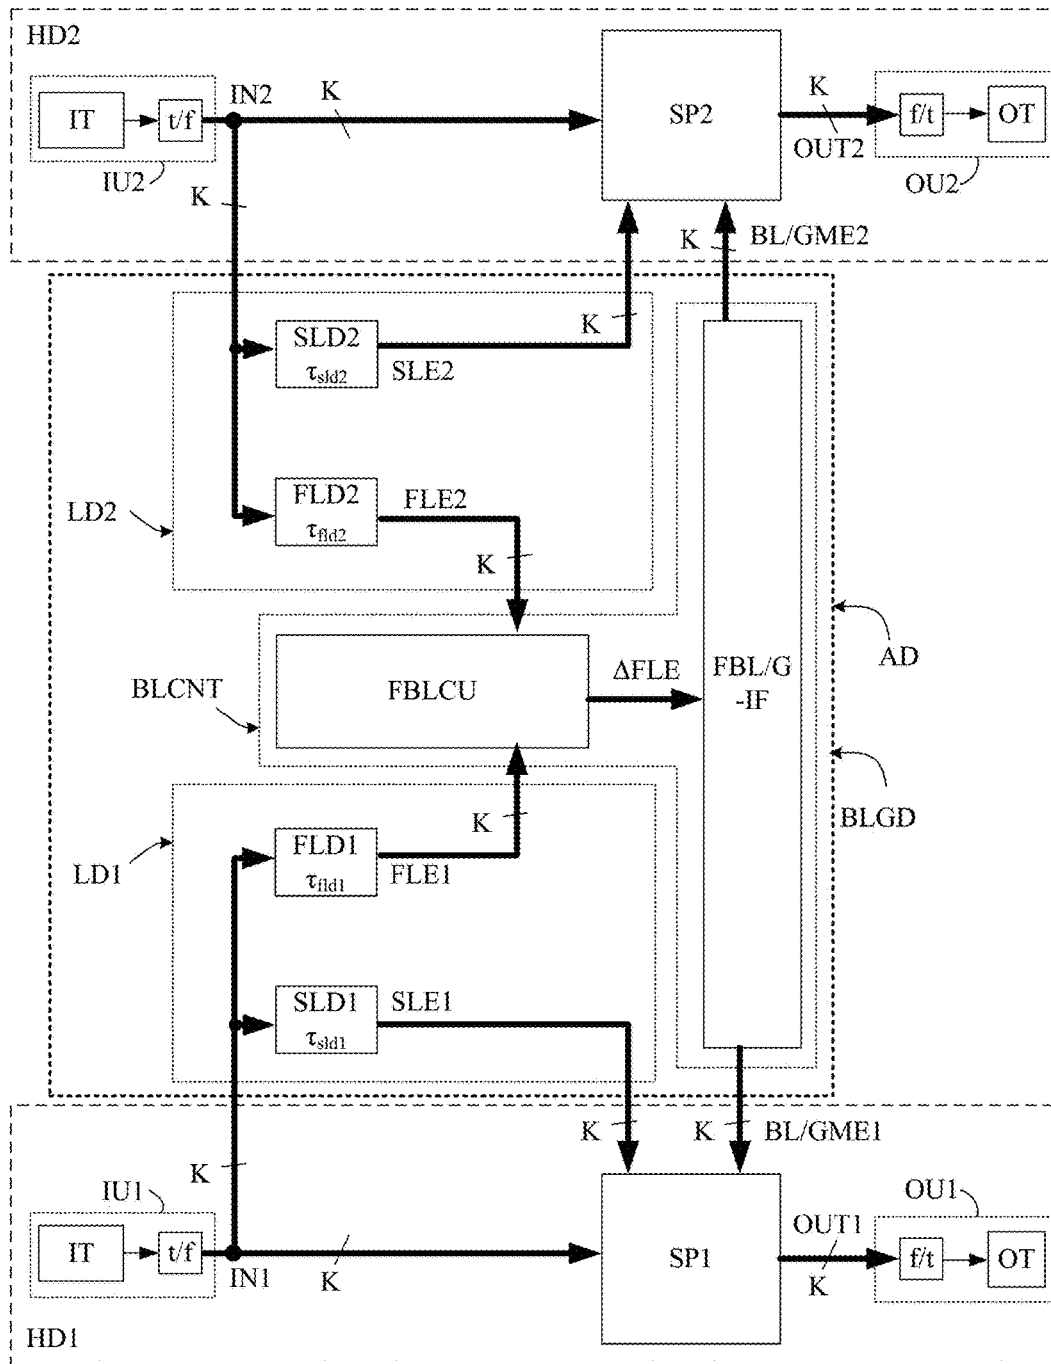 HD2
IT
t/f
IN2
K
SP2
K
f/t
OT
OUT2
IU2
OU2
K
K
BL/GME2
K
SLD2
τsld2
SLE2
FLD2
τfld2
FLE2
LD2
K
AD
BLCNT
FBLCU
ΔFLE
FBL/G
-IF
BLGD
K
LD1
FLD1
τfld1
FLE1
SLD1
τsld1
SLE1
K
K
BL/GME1
K
IU1
OU1
IT
t/f
IN1
K
SP1
OUT1
K
f/t
OT
HD1